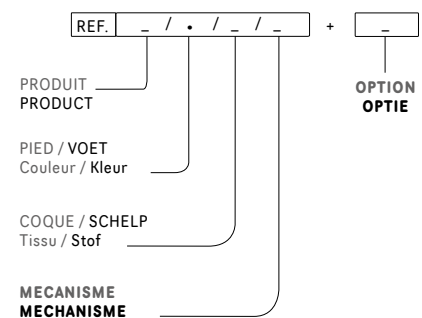 REF. _ / . / _ / _ + _
PRODUIT
PRODUCT
OPTION
OPTIE
PIED / VOET
Couleur / Kleur
COQUE / SCHELP
Tissu / Stof
MECANISME
MECHANISME